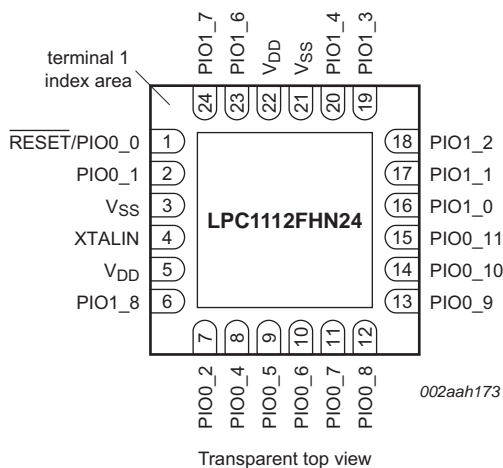 PIO1_7
PIO1_6
VDD
VSS
PIO1_4
PIO1_3
terminal 1
index area
24
23
22
21
20
19
RESET/PIO0_0
1
18
PIO1_2
PIO0_1
2
17
PIO1_1
VSS
3
16
PIO1_0
LPC1112FHN24
XTALIN
4
15
PIO0_11
VDD
5
14
PIO0_10
PIO1_8
6
13
PIO0_9
7
8
9
10
11
12
PIO0_2
PIO0_4
PIO0_5
PIO0_6
PIO0_7
PIO0_8
002aah173
Transparent top view